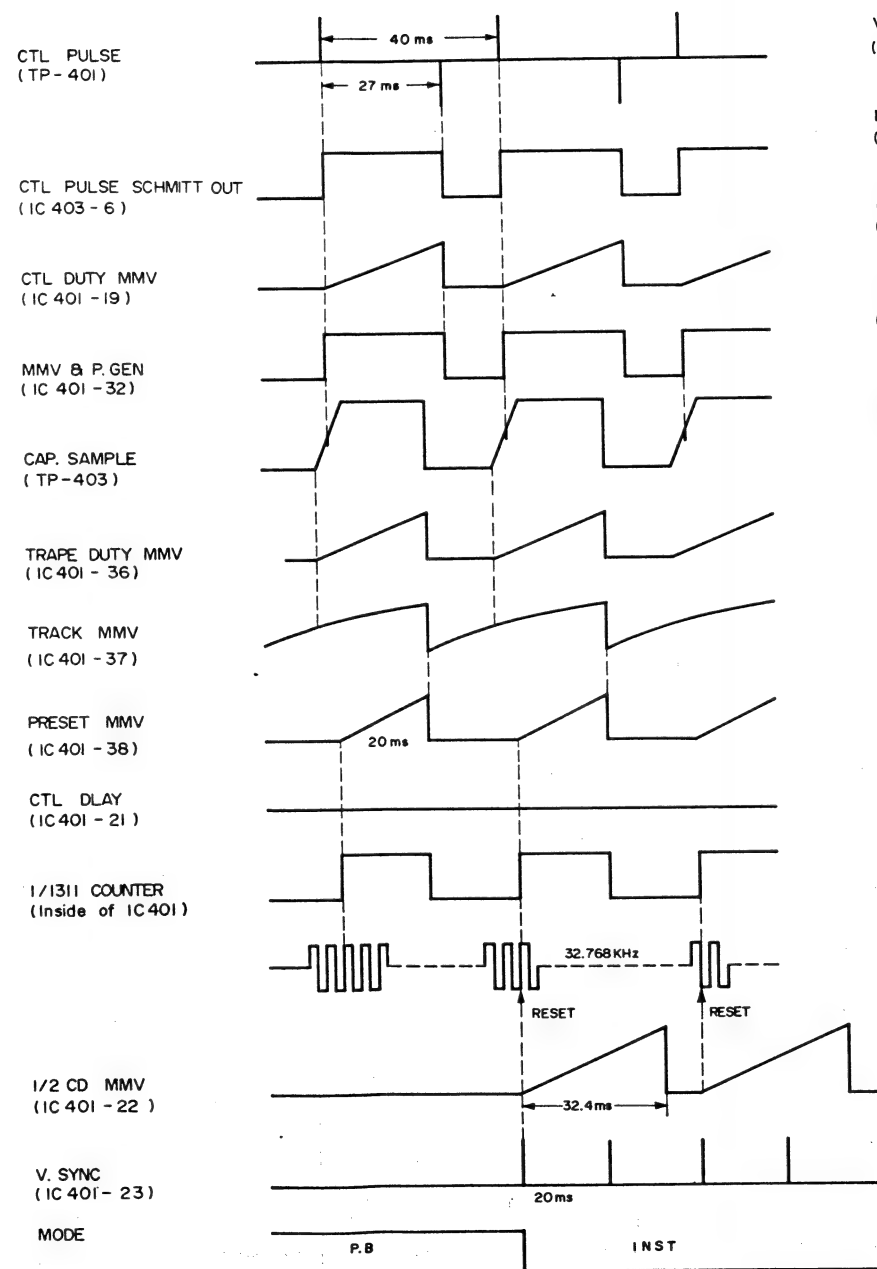 40 ms
CTL PULSE
(TP-401)
27 ms
CTL PULSE SCHMITT OUT
(IC 403-6)
CTL DUTY MMV
(IC 401-19)
MMV & P.GEN
(IC 401-32)
CAP. SAMPLE
(TP-403)
TRAPE DUTY MMV
(IC 401-36)
TRACK MMV
(IC 401-37)
PRESET MMV
(IC 401-38)
20 ms
CTL DLAY
(IC 401-21)
1/1311 COUNTER
(Inside of IC 401)
32.768KHz
RESET
RESET
1/2 CD MMV
(IC 401-22)
32.4ms
V. SYNC
(IC 401-23)
20ms
MODE
P.B
INST